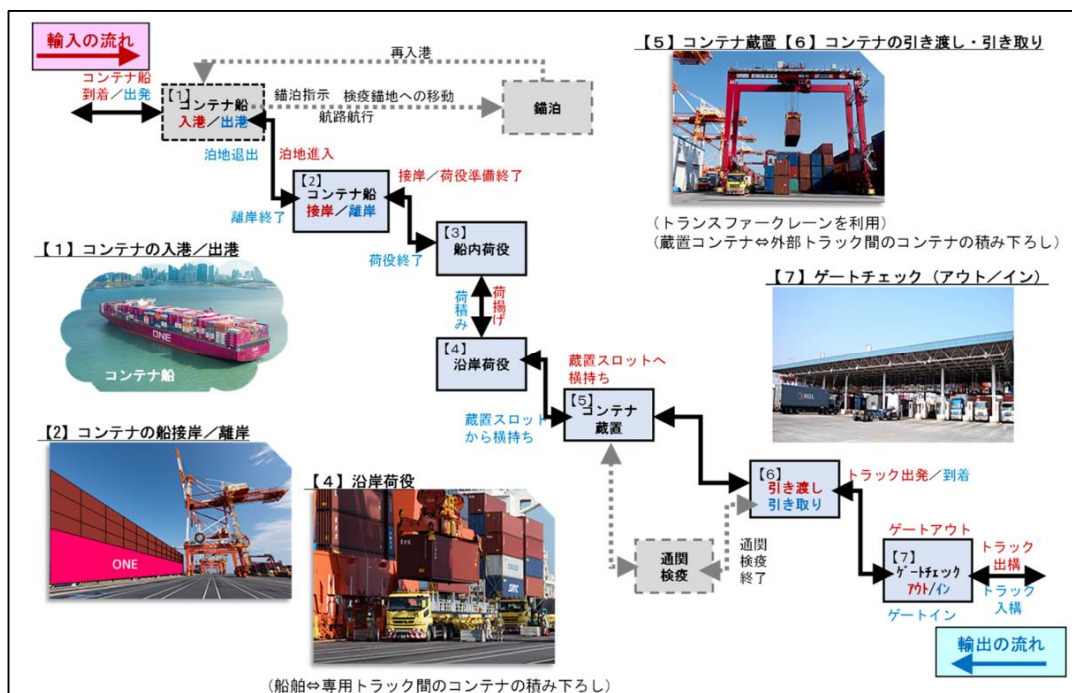 輸入の流れ
コンテナ船
到着／出発
【1】
コンテナ船
入港／出港
再入港
錨泊指示　検疫錨地への移動
航路航行
錨泊
泊地退出
泊地進入
【2】
コンテナ船
接岸／離岸
離岸終了
接岸／荷役準備終了
【3】
船内荷役
荷役終了
荷積み
荷揚げ
【4】
沿岸荷役
蔵置スロットへ
横持ち
蔵置スロット
から横持ち
【5】
コンテナ
蔵置
【6】
引き渡し
引き取り
トラック出発／到着
通関
検疫
通関
検疫
終了
ゲートアウト
【7】
ｹﾞｰﾄﾁｪｯｸ
ｱｳﾄ/ｲﾝ
ゲートイン
トラック
出構
トラック
入構
輸出の流れ
【1】コンテナの入港／出港
ONE
コンテナ船
【2】コンテナの船接岸／離岸
ONE
【4】沿岸荷役
tex
（船舶⇔専用トラック間のコンテナの積み下ろし）
【5】コンテナ蔵置【6】コンテナの引き渡し・引き取り
（トランスファークレーンを利用）
（蔵置コンテナ⇔外部トラック間のコンテナの積み下ろし）
【7】ゲートチェック（アウト／イン）